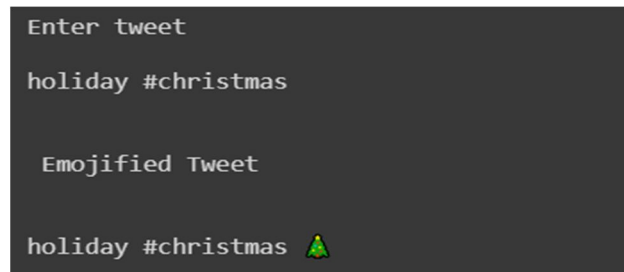 Enter tweet
holiday #christmas
Emojified Tweet
holiday #christmas 🎄